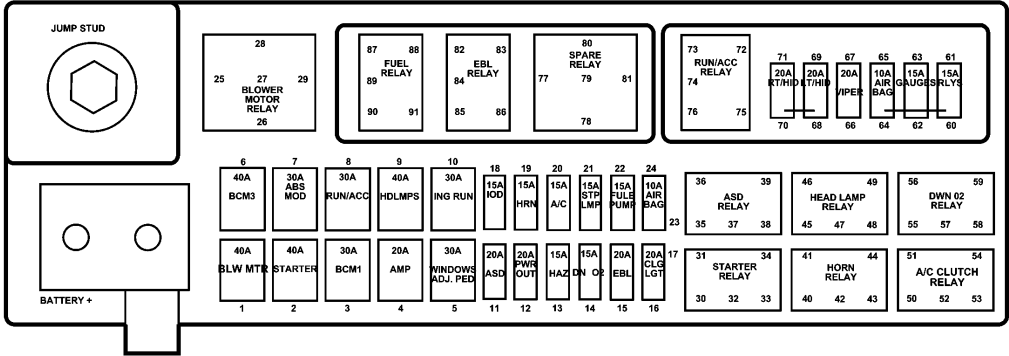 JUMP STUD
28
25 27 29
BLOWER
MOTOR
RELAY
26
87 88
FUEL
RELAY
89
90 91
82 83
EBL
RELAY
84
85 86
80
SPARE
RELAY
77 79 81
78
73 72
RUN/ACC
RELAY
74
76 75
71 69 67 65 63 61
20A RT/HID
20A LT/HID
20A VIPER
10A AIR BAG
15A GAUGES
15A RLYS
70 68 66 64 62 60
6 7 8 9 10 18 19 20 21 22 24
40A BCM3
30A ABS MOD
30A RUN/ACC
40A HDLMPS
30A ING RUN
15A IOD
15A HRN
15A A/C
15A STP LMP
15A FULE PUMP
10A AIR BAG
23
36 39
ASD
RELAY
35 37 38
46 49
HEAD LAMP
RELAY
45 47 48
56 59
DWN 02
RELAY
55 57 58
40A BLW MTR
40A STARTER
30A BCM1
20A AMP
30A WINDOWS ADJ. PED
20A ASD
20A PWR OUT
15A HAZ
15A DN O2
20A EBL
20A CLG LGT
17
1 2 3 4 5 11 12 13 14 15 16
31 34
STARTER
RELAY
30 32 33
41 44
HORN
RELAY
40 42 43
51 54
A/C CLUTCH
RELAY
50 52 53
BATTERY +